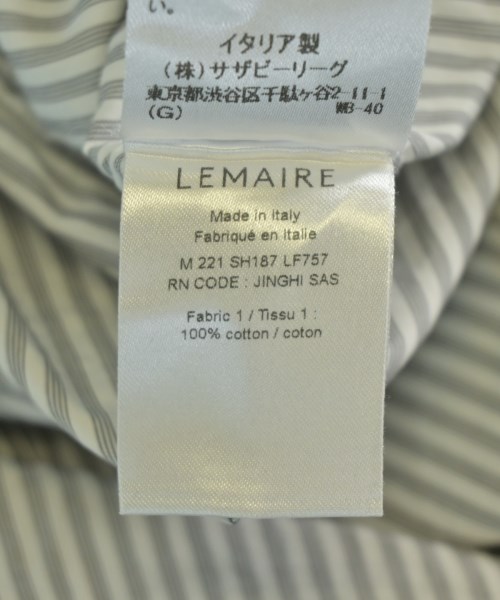 い。
イタリア製
(株)サザビーリーグ
東京都渋谷区千駄ヶ谷2-11-1
(G) WB-40
LEMAIRE
Made in Italy
Fabriqué en Italie
M 221 SH187 LF757
RN CODE : JINGHI SAS
Fabric 1 / Tissu 1 :
100% cotton / coton